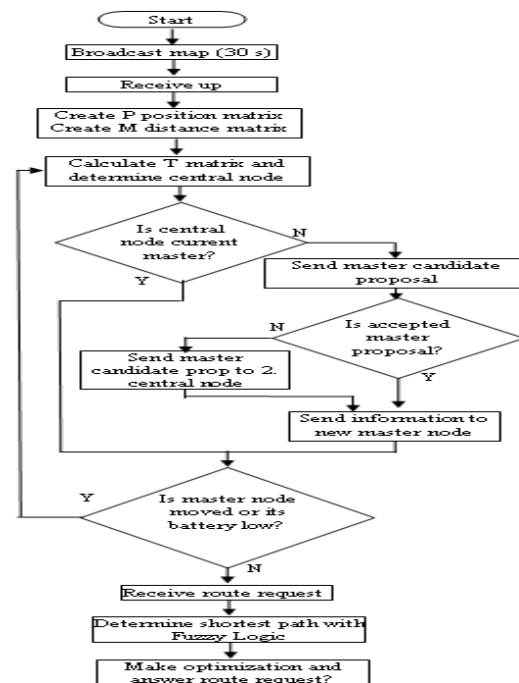 Start
Broadcast map (30 s)
Receive up
Create P position matrix
Create M distance matrix
Calculate T matrix and
determine central node
Is central
node current
master?
N
Y
Send master candidate
proposal
Is accepted
master
proposal?
N
Y
Send master
candidate prop to 2.
central node
Send information to
new master node
Is master node
moved or its
battery low?
Y
N
Receive route request
Determine shortest path with
Fuzzy Logic
Make optimization and
answer route request?